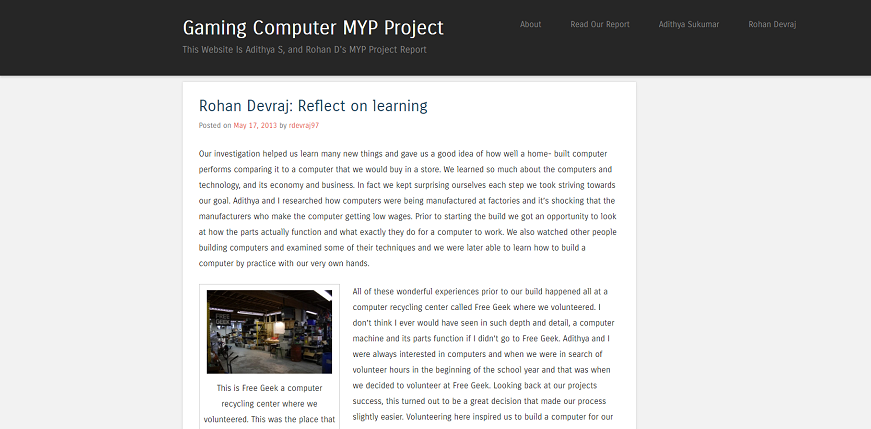 Gaming Computer MYP Project
About
Read Our Report
Adithya Sukumar
Rohan Devraj
This Website Is Adithya S, and Rohan D's MYP Project Report
Rohan Devraj: Reflect on learning
Posted on May 17, 2013 by rdevraj97
Our investigation helped us learn many new things and gave us a good idea of how well a home- built computer
performs comparing it to a computer that we would buy in a store. We learned so much about the computers and
technology, and its economy and business. In fact we kept surprising ourselves each step we took striving towards
our goal. Adithya and I researched how computers were being manufactured at factories and it's shocking that the
manufacturers who make the computer getting low wages. Prior to starting the build we got an opportunity to look
at how the parts actually function and what exactly they do for a computer to work. We also watched other people
building computers and examined some of their techniques and we were later able to learn how to build a
computer by practice with our very own hands.
FREE
GEEK
This is Free Geek a computer
recycling center where we
volunteered. This was the place that
All of these wonderful experiences prior to our build happened all at a
computer recycling center called Free Geek where we volunteered. I
don't think I ever would have seen in such depth and detail, a computer
machine and its parts function if I didn't go to Free Geek. Adithya and I
were always interested in computers and when we were in search of
volunteer hours in the beginning of the school year and that was when
we decided to volunteer at Free Geek. Looking back at our projects
success, this turned out to be a great decision that made our process
slightly easier. Volunteering here inspired us to build a computer for our